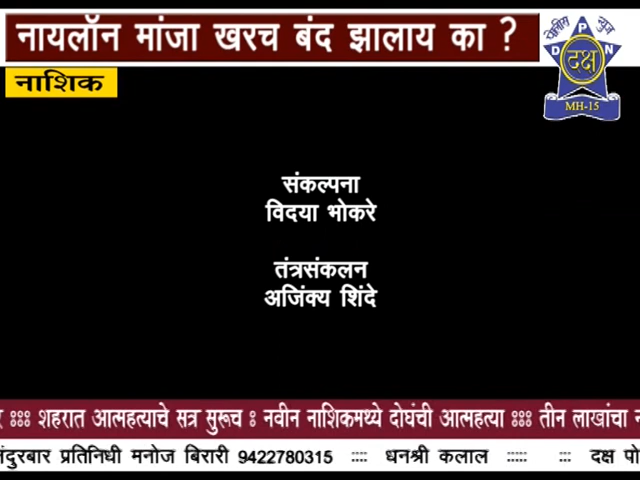 नायलॉन मांजा खरच बंद झालाय का ?
पोलीस न्युज
D P N
दक्ष
MH-15
नाशिक
संकल्पना
विदया भोकरे
तंत्रसंकलन
अजिंक्य शिंदे
शहरात आत्महत्याचे सत्र सुरूच : नवीन नाशिकमध्ये दोघंची आत्महत्या ःःः तीन लाखांचा
नंदुरबार प्रतिनिधी मनोज बिरारी 9422780315 :::: धनश्री कलाल ::::: ::: दक्ष पो